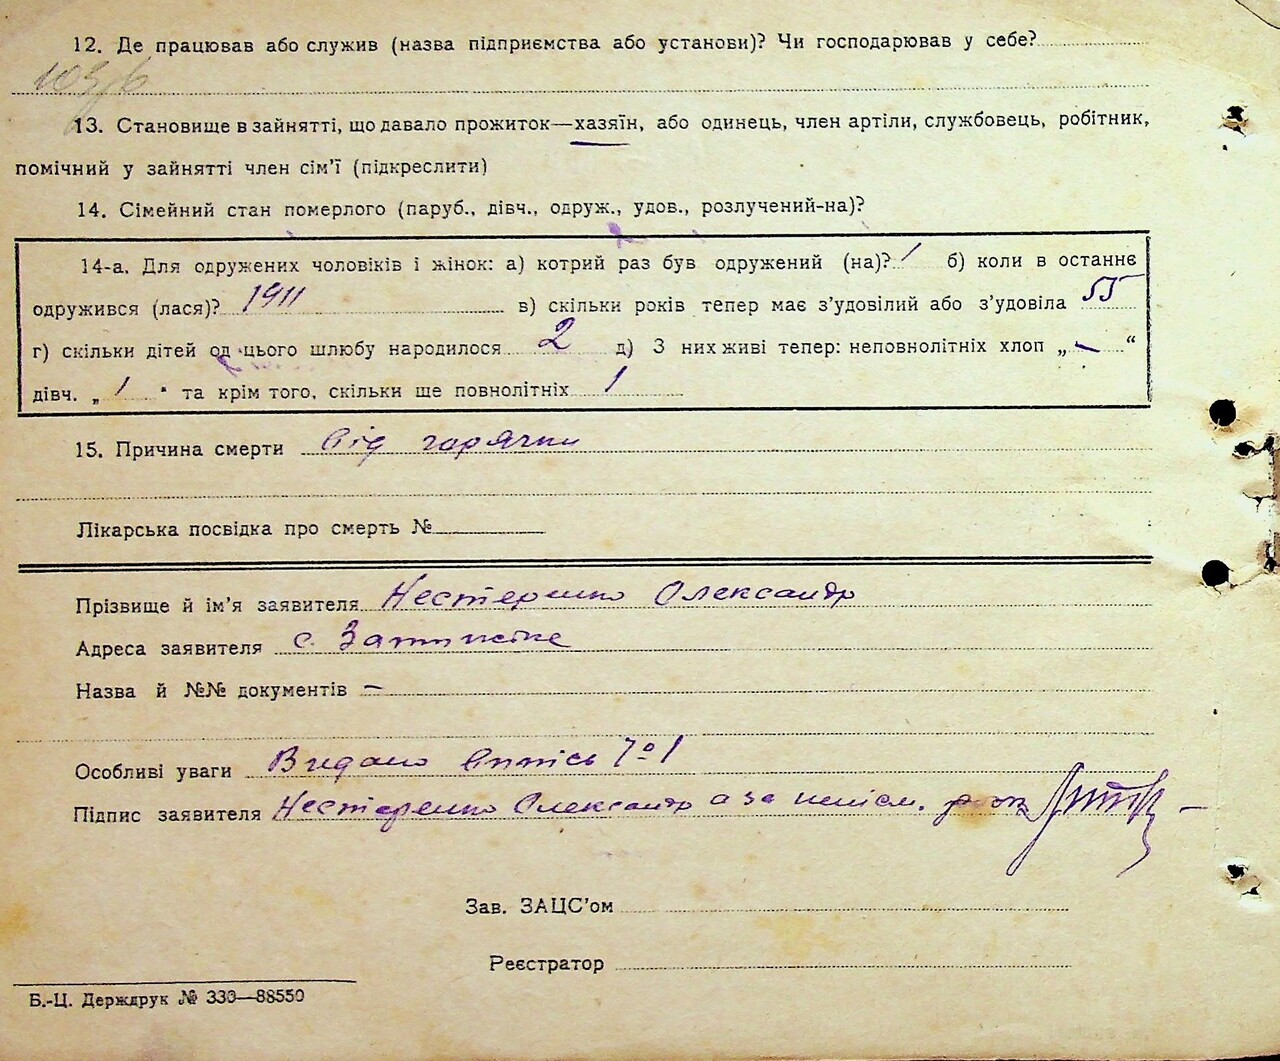 12. Де працював або служив (назва підприємства або установи)? Чи господарював у себе?
103/6
13. Становище в зайнятті, що давало прожиток—хазяїн, або одинець, член артілі, службовець, робітник,
помічний у зайнятті член сім'ї (підкреслити)
14. Сімейний стан померлого (паруб., дівч., одруж., удов., розлучений-на)?
14-а. Для одружених чоловіків і жінок: а) котрий раз був одружений (на)? 1 б) коли в останнє
одружився (лася)? 1911 в) скільки років тепер має з'удовілий або з'удовіла 55
г) скільки дітей од цього шлюбу народилося 2 д) З них живі тепер: неповнолітніх хлоп „ — “
дівч. „ 1 “ та крім того, скільки ще повнолітніх 1
15. Причина смерти від горячки
Лікарська посвідка про смерть №
Прізвище й ім'я заявителя Нестеренко Олександр
Адреса заявителя с.
Назва й №№ документів —
Особливі уваги Видано випись № 1
Підпис заявителя Нестеренко Олександр а за
Зав. ЗАЦС'ом
Реєстратор
Б.-Ц. Держдрук № 330—88550